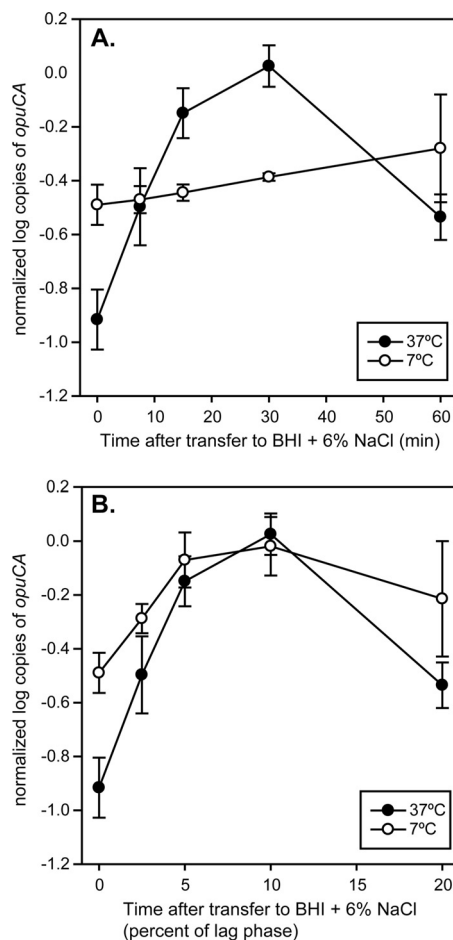 A.
normalized log copies of opuCA
0.2
0.0
-0.2
-0.4
-0.6
-0.8
-1.0
-1.2
37ºC
7ºC
0 10 20 30 40 50 60
Time after transfer to BHI + 6% NaCl (min)
B.
normalized log copies of opuCA
0.2
0.0
-0.2
-0.4
-0.6
-0.8
-1.0
-1.2
37ºC
7ºC
0 5 10 15 20
Time after transfer to BHI + 6% NaCl
(percent of lag phase)